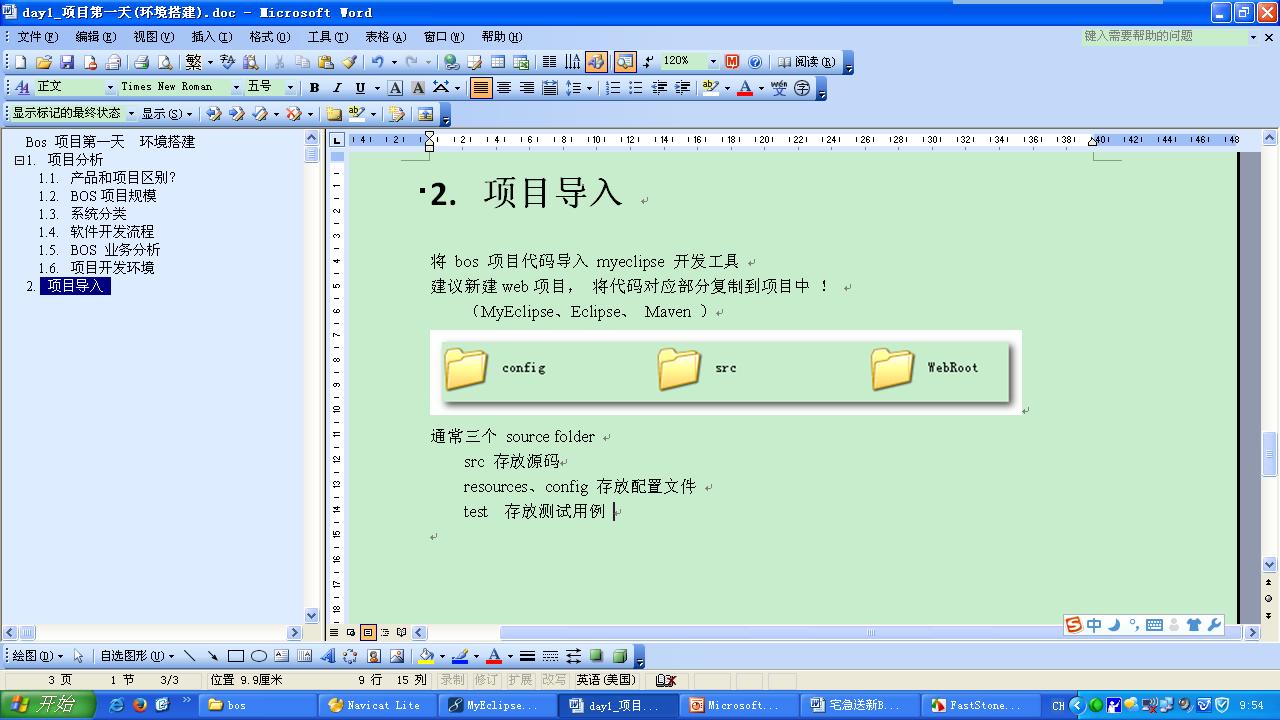 day1_项目第一天(环境搭建).doc - Microsoft Word
文件(F) 编辑(E) 视图(V) 插入(I) 格式(O) 工具(T) 表格(A) 窗口(W) 帮助(H) 键入需要帮助的问题
繁 120% 阅读(R)
正文 Times New Roman 五号 B I U A A A
显示标记的最终状态 显示(S)
Bos 项目第一天 环境搭建
1. 项目分析
1.1. 产品和项目区别?
1.2. BOS项目规模
1.3. 系统分类
1.4. 软件开发流程
1.5. BOS 业务分析
1.6. 项目开发环境
2. 项目导入
2. 项目导入
将 bos 项目代码导入 myeclipse 开发工具
建议新建web项目， 将代码对应部分复制到项目中 ！
（MyEclipse、Eclipse、 Maven ）
config src WebRoot
通常三个 source folder
src 存放源码
resources、config 存放配置文件
test 存放测试用例
中
绘图(D) 自选图形(U)
3 页 1 节 3/3 位置 9.9厘米 9 行 15 列 录制 修订 扩展 改写 英语(美国)
开始 bos Navicat Lite MyEclipse... day1_项目... Microsoft... 宅急送新B... FastStone... CH 9:54